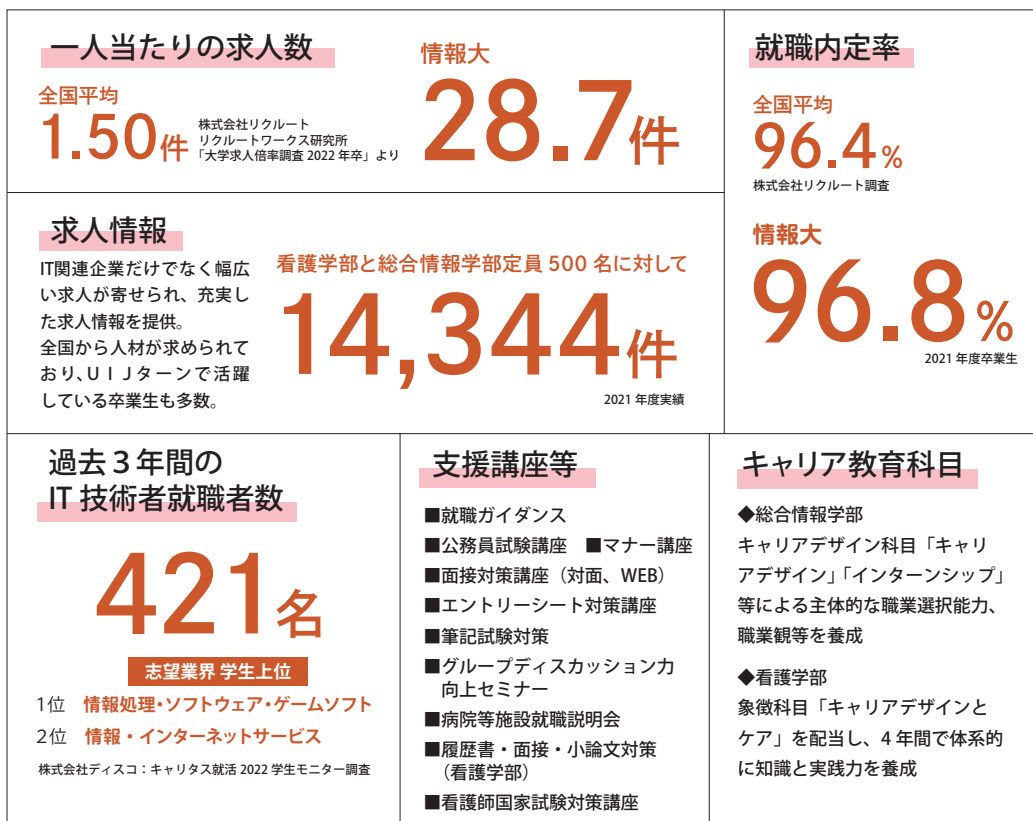 一人当たりの求人数
全国平均
1.50件
株式会社リクルート
リクルートワークス研究所
「大学求人倍率調査 2022 年卒」より
情報大
28.7件
就職内定率
全国平均
96.4%
株式会社リクルート調査
情報大
96.8%
2021 年度卒業生
求人情報
IT関連企業だけでなく幅広
い求人が寄せられ、充実し
た求人情報を提供。
全国から人材が求められて
おり、U I Jターンで活躍
している卒業生も多数。
看護学部と総合情報学部定員 500 名に対して
14,344件
2021 年度実績
過去３年間の
IT 技術者就職者数
421名
志望業界 学生上位
1位 情報処理・ソフトウェア・ゲームソフト
2位 情報・インターネットサービス
株式会社ディスコ：キャリタス就活 2022 学生モニター調査
支援講座等
■就職ガイダンス
■公務員試験講座 ■マナー講座
■面接対策講座（対面、WEB）
■エントリーシート対策講座
■筆記試験対策
■グループディスカッション力
向上セミナー
■病院等施設就職説明会
■履歴書・面接・小論文対策
（看護学部）
■看護師国家試験対策講座
キャリア教育科目
◆総合情報学部
キャリアデザイン科目「キャリ
アデザイン」「インターンシップ」
等による主体的な職業選択能力、
職業観等を養成
◆看護学部
象徴科目「キャリアデザインと
ケア」を配当し、4 年間で体系的
に知識と実践力を養成